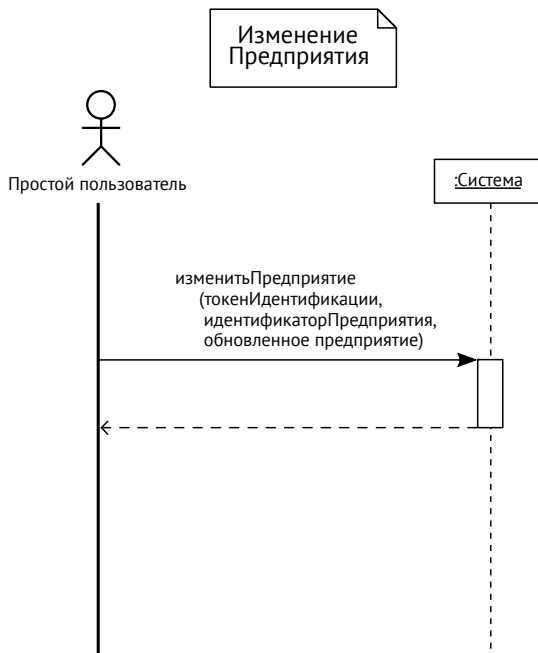 Изменение
Предприятия
Простой пользователь
:Система
изменитьПредприятие
(токенИдентификации,
идентификаторПредприятия,
обновленное предприятие)